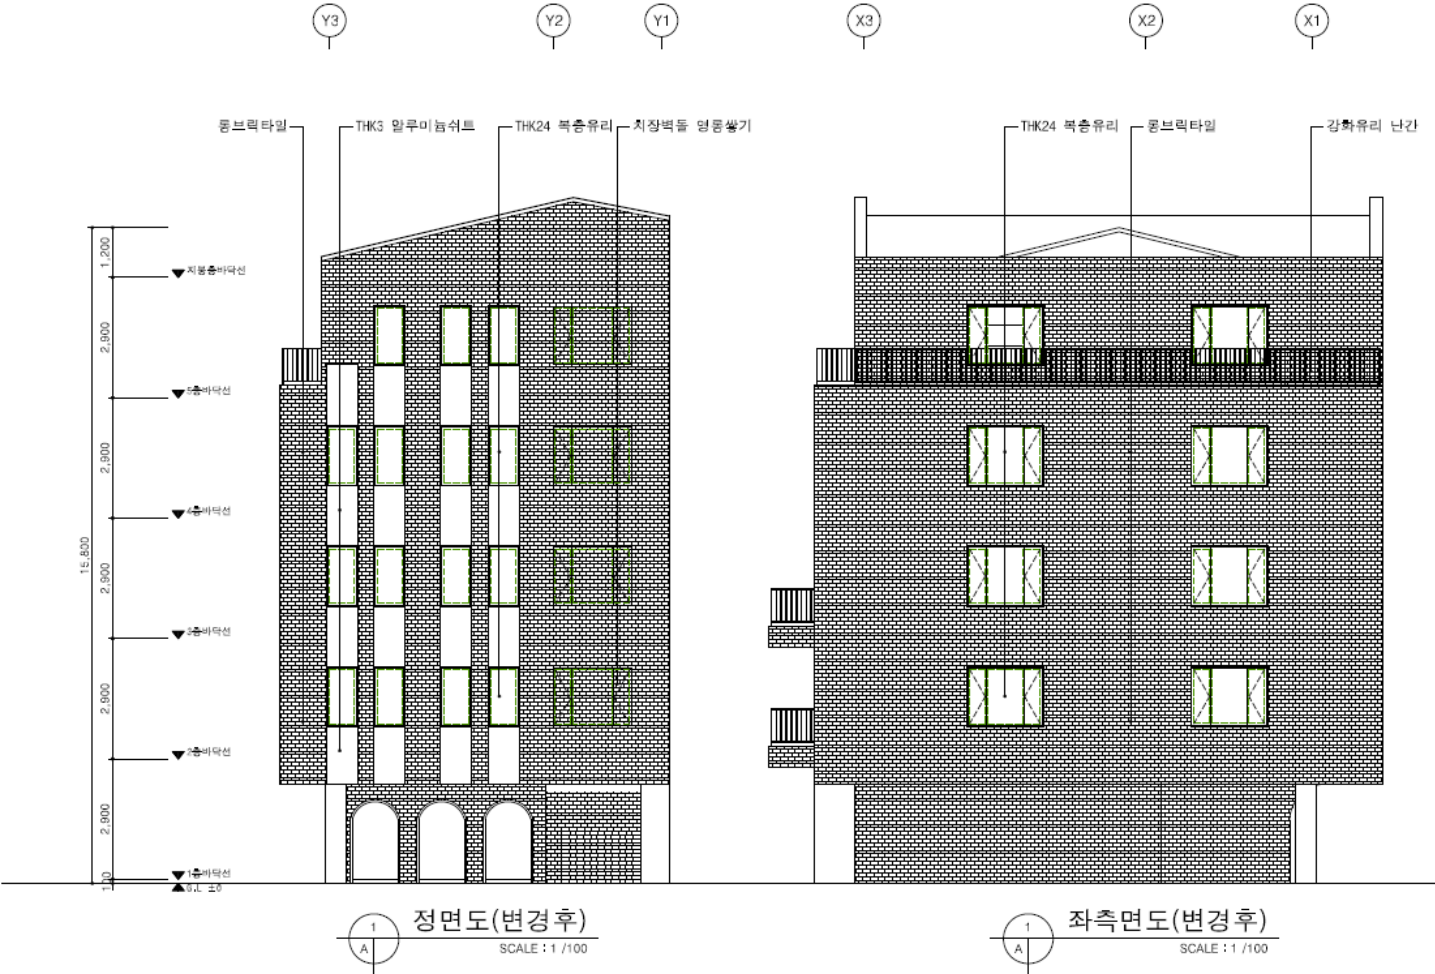 Y3 Y2 Y1 X3 X2 X1
롱브릭타일 THK3 알루미늄쉬트 THK24 복층유리 치장벽돌 영롱쌓기 THK24 복층유리 롱브릭타일 강화유리 난간
1,200
지붕층바닥선
2,900
5층바닥선
2,900
4층바닥선
15,800
2,900
3층바닥선
2,900
2층바닥선
2,900
1층바닥선
G.L ±0
1 정면도(변경후) 1 좌측면도(변경후)
A SCALE : 1 /100 A SCALE : 1 /100